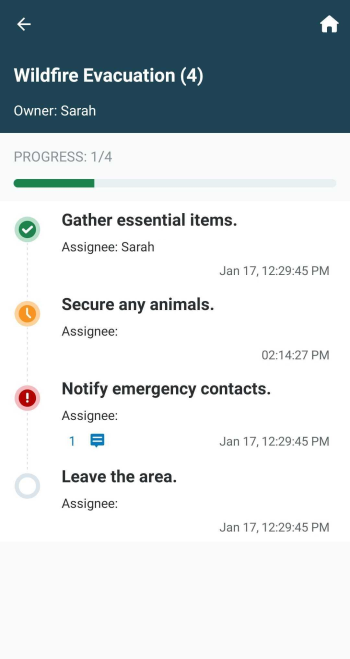 Wildfire Evacuation (4)
Owner: Sarah
PROGRESS: 1/4
Gather essential items.
Assignee: Sarah
Jan 17, 12:29:45 PM
Secure any animals.
Assignee:
02:14:27 PM
Notify emergency contacts.
Assignee:
1 Jan 17, 12:29:45 PM
Leave the area.
Assignee:
Jan 17, 12:29:45 PM